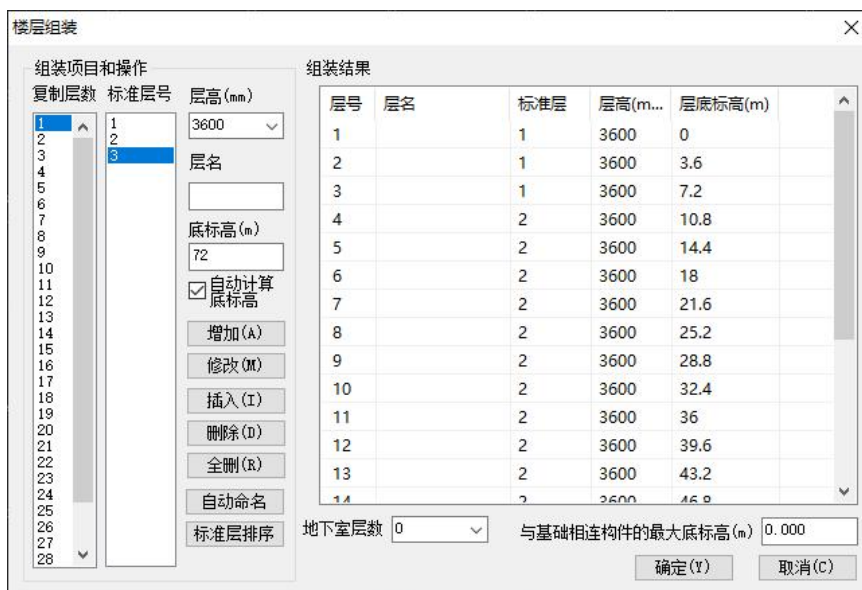 楼层组装
组装项目和操作
复制层数 标准层号 层高(mm)
1
2
3
4
5
6
7
8
9
10
11
12
13
14
15
16
17
18
19
20
21
22
23
24
25
26
27
28
1
2
3
3600
层名
底标高(m)
72
自动计算
底标高
增加(A)
修改(M)
插入(I)
删除(D)
全删(R)
自动命名
标准层排序
组装结果
层号 层名 标准层 层高(m... 层底标高(m)
1 1 3600 0
2 1 3600 3.6
3 1 3600 7.2
4 2 3600 10.8
5 2 3600 14.4
6 2 3600 18
7 2 3600 21.6
8 2 3600 25.2
9 2 3600 28.8
10 2 3600 32.4
11 2 3600 36
12 2 3600 39.6
13 2 3600 43.2
14 2 3600 46.8
地下室层数 0 与基础相连构件的最大底标高(m) 0.000
确定(Y) 取消(C)